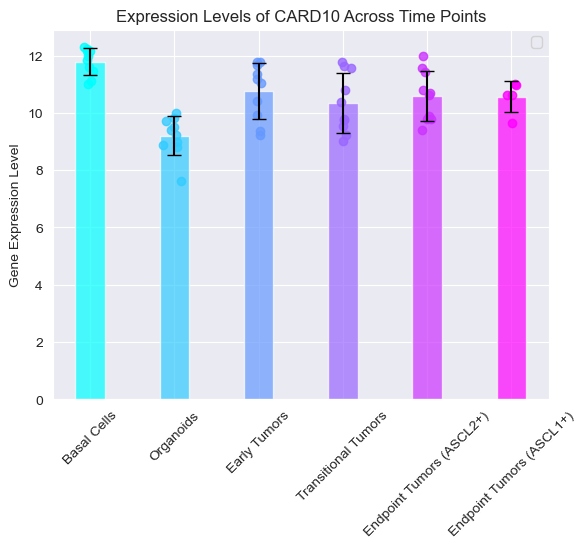 Expression Levels of CARD10 Across Time Points
Gene Expression Level
12
10
8
6
4
2
0
Basal Cells
Organoids
Early Tumors
Transitional Tumors
Endpoint Tumors (ASCL2+)
Endpoint Tumors (ASCL1+)